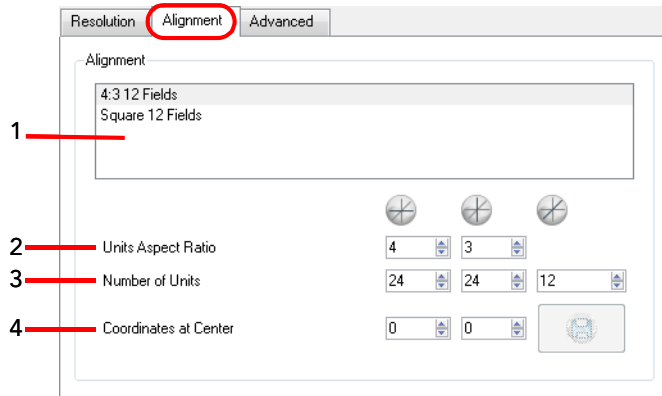 Resolution Alignment Advanced
Alignment
4:3 12 Fields
Square 12 Fields
1
2 Units Aspect Ratio 4 3
3 Number of Units 24 24 12
4 Coordinates at Center 0 0